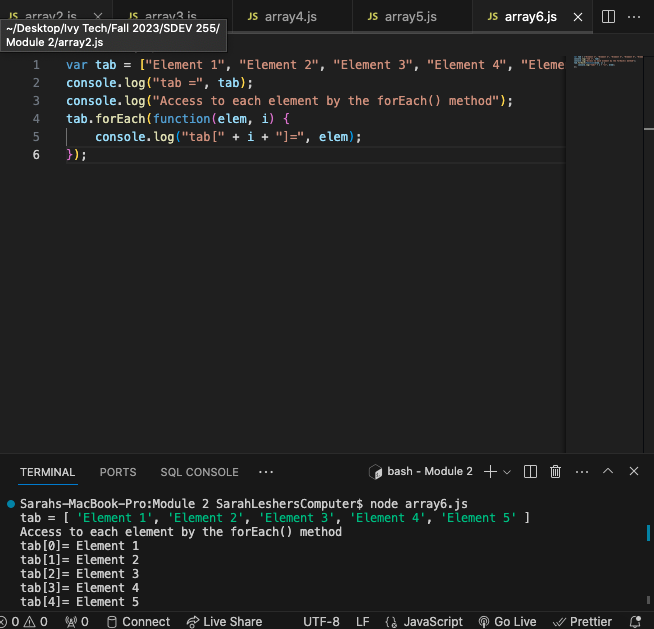 JS array2.js JS array3.js JS array4.js JS array5.js JS array6.js
~/Desktop/Ivy Tech/Fall 2023/SDEV 255/
Module 2/array2.js
1 var tab = ["Element 1", "Element 2", "Element 3", "Element 4", "Eleme
2 console.log("tab =", tab);
3 console.log("Access to each element by the forEach() method");
4 tab.forEach(function(elem, i) {
5 console.log("tab[" + i + "]=", elem);
6 });
TERMINAL PORTS SQL CONSOLE ... bash - Module 2
Sarahs-MacBook-Pro:Module 2 SarahLeshersComputer$ node array6.js
tab = [ 'Element 1', 'Element 2', 'Element 3', 'Element 4', 'Element 5' ]
Access to each element by the forEach() method
tab[0]= Element 1
tab[1]= Element 2
tab[2]= Element 3
tab[3]= Element 4
tab[4]= Element 5
0 0 0 Connect Live Share UTF-8 LF {} JavaScript Go Live Prettier